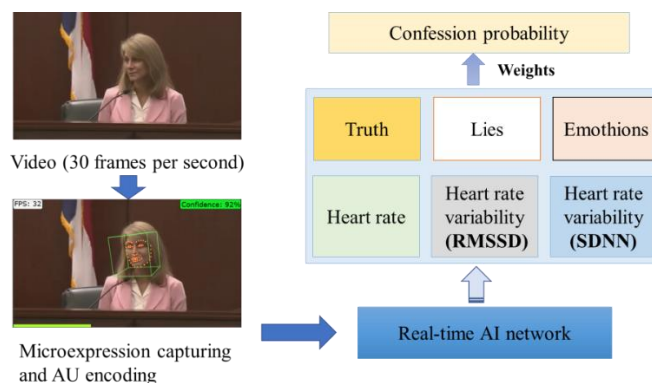 Video (30 frames per second)
FPS: 32
Confidence: 92%
Microexpression capturing
and AU encoding
Confession probability
Weights
Truth
Lies
Emothions
Heart rate
Heart rate
variability
(RMSSD)
Heart rate
variability
(SDNN)
Real-time AI network